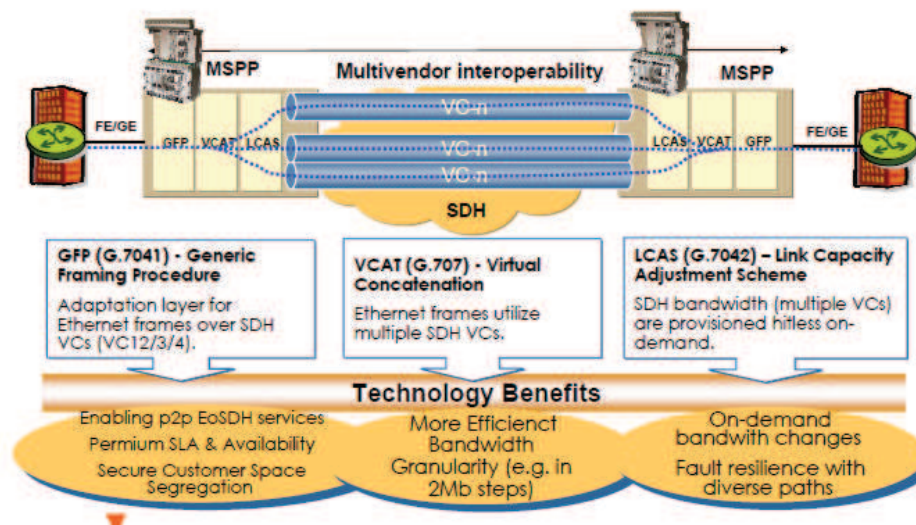 MSPP
Multivendor interoperability
MSPP
FE/GE
GFP
VCAT
LCAS
VC-n
VC-n
VC-n
LCAS
VCAT
GFP
FE/GE
SDH
GFP (G.7041) - Generic
Framing Procedure
Adaptation layer for
Ethernet frames over SDH
VCs (VC12/3/4).
VCAT (G.707) - Virtual
Concatenation
Ethernet frames utilize
multiple SDH VCs.
LCAS (G.7042) – Link Capacity
Adjustment Scheme
SDH bandwidth (multiple VCs)
are provisioned hitless on-
demand.
Technology Benefits
Enabling p2p EoSDH services
Permium SLA & Availability
Secure Customer Space
Segregation
More Efficienct
Bandwidth
Granularity (e.g. in
2Mb steps)
On-demand
bandwith changes
Fault resilience with
diverse paths